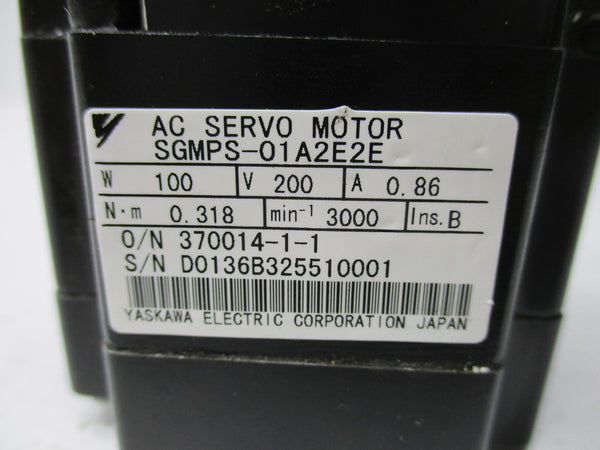 AC SERVO MOTOR
SGMPS-01A2E2E
W 100 V 200 A 0.86
N·m 0.318 min-1 3000 Ins. B
O/N 370014-1-1
S/N D0136B325510001
YASKAWA ELECTRIC CORPORATION JAPAN